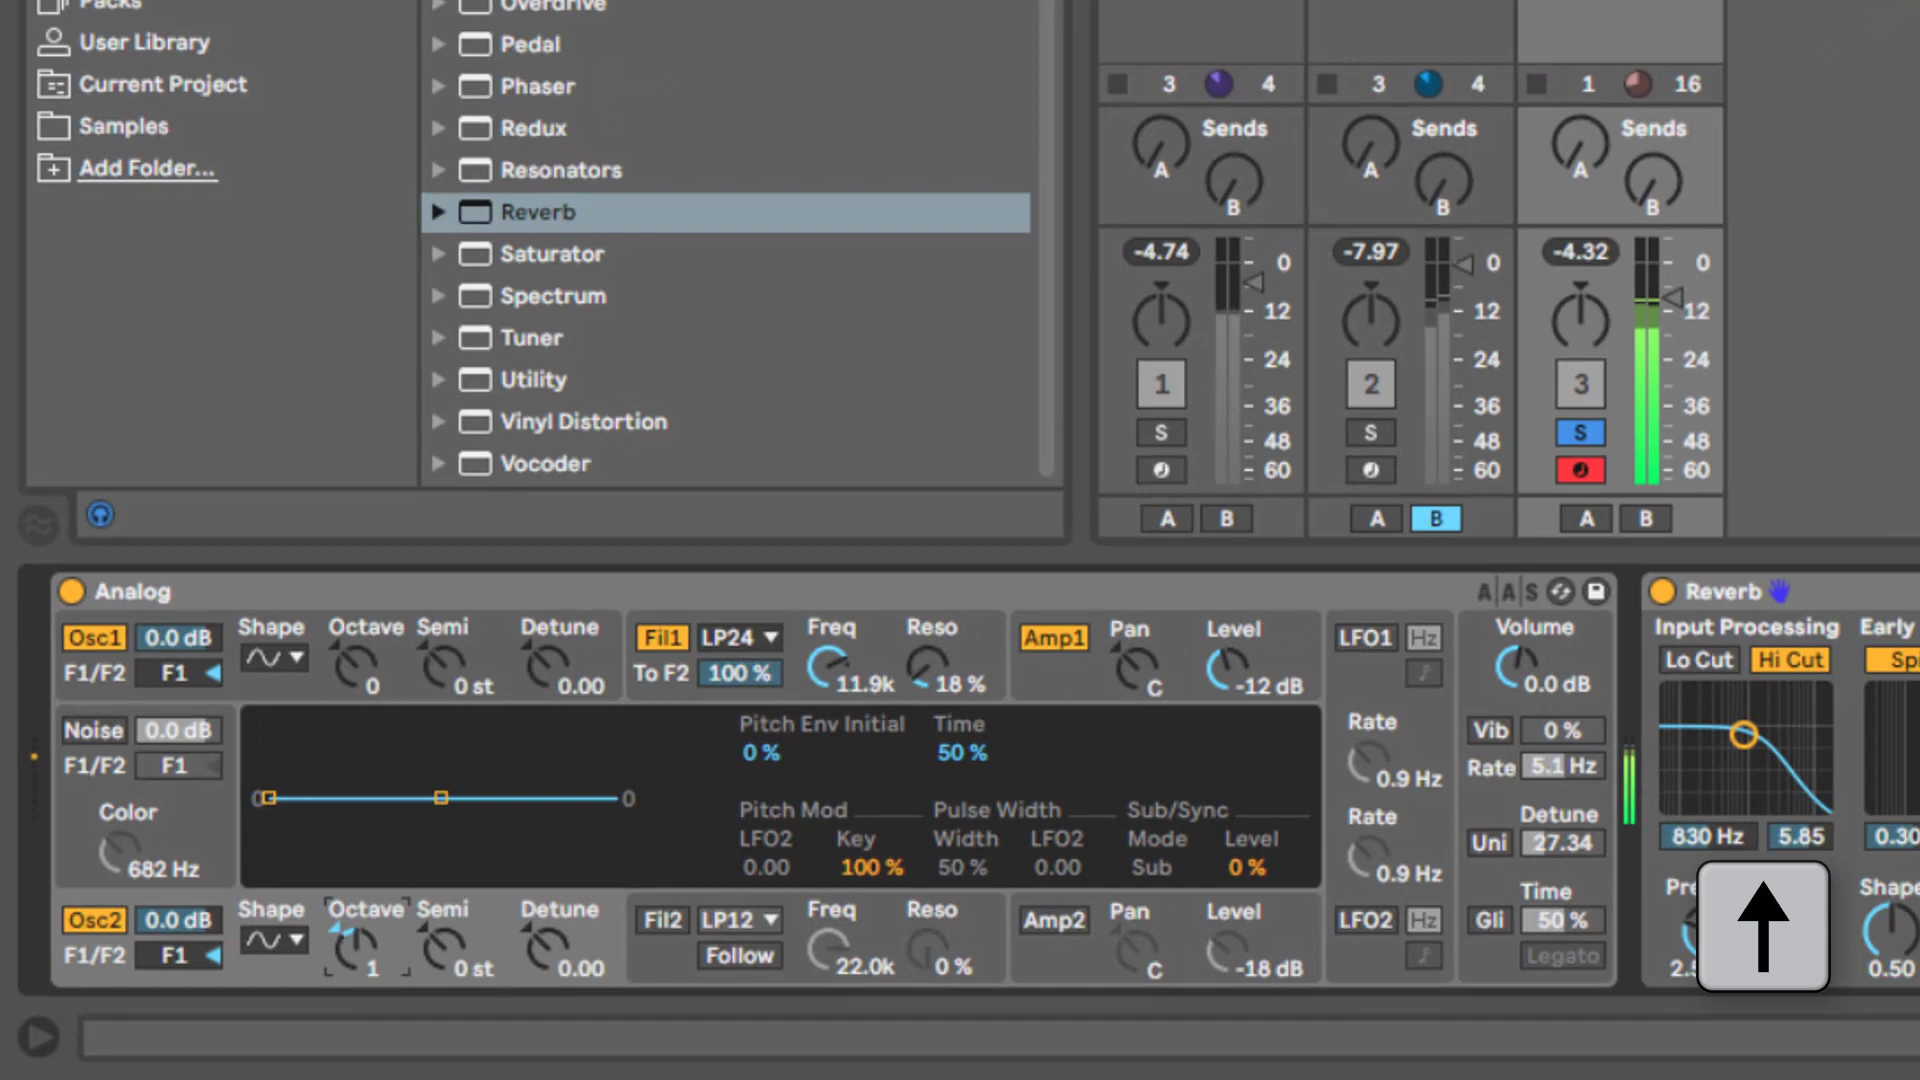 Packs
User Library
Current Project
Samples
Add Folder...
Overdrive
Pedal
Phaser
Redux
Resonators
Reverb
Saturator
Spectrum
Tuner
Utility
Vinyl Distortion
Vocoder
3 4 3 4 1 16
Sends Sends Sends
A A A
B B B
-4.74 0 -7.97 0 -4.32 0
12 12 12
24 24 24
1 2 3
36 36 36
S 48 S 48 S 48
60 60 60
A B A B A B
Analog
A|A|S
Osc1 0.0 dB Shape Octave Semi Detune
F1/F2 F1 0 0 st 0.00
Fil1 LP24 Freq Reso
To F2 100 % 11.9k 18 %
Amp1 Pan Level
C -12 dB
LFO1 Hz
Volume
0.0 dB
Noise 0.0 dB
F1/F2 F1
Color
682 Hz
0 0
Pitch Env Initial Time
0 % 50 %
Pitch Mod Pulse Width Sub/Sync
LFO2 Key Width LFO2 Mode Level
0.00 100 % 50 % 0.00 Sub 0 %
Rate
0.9 Hz
Rate
0.9 Hz
Vib 0 %
Rate 5.1 Hz
Detune
Uni 27.34
Time
Gli 50 %
Legato
Osc2 0.0 dB Shape Octave Semi Detune
F1/F2 F1 1 0 st 0.00
Fil2 LP12 Freq Reso
Follow 22.0k 0 %
Amp2 Pan Level
C -18 dB
LFO2 Hz
Reverb
Input Processing Early
Lo Cut Hi Cut Spi
830 Hz 5.85 0.30
Pre Shape
2.5 0.50